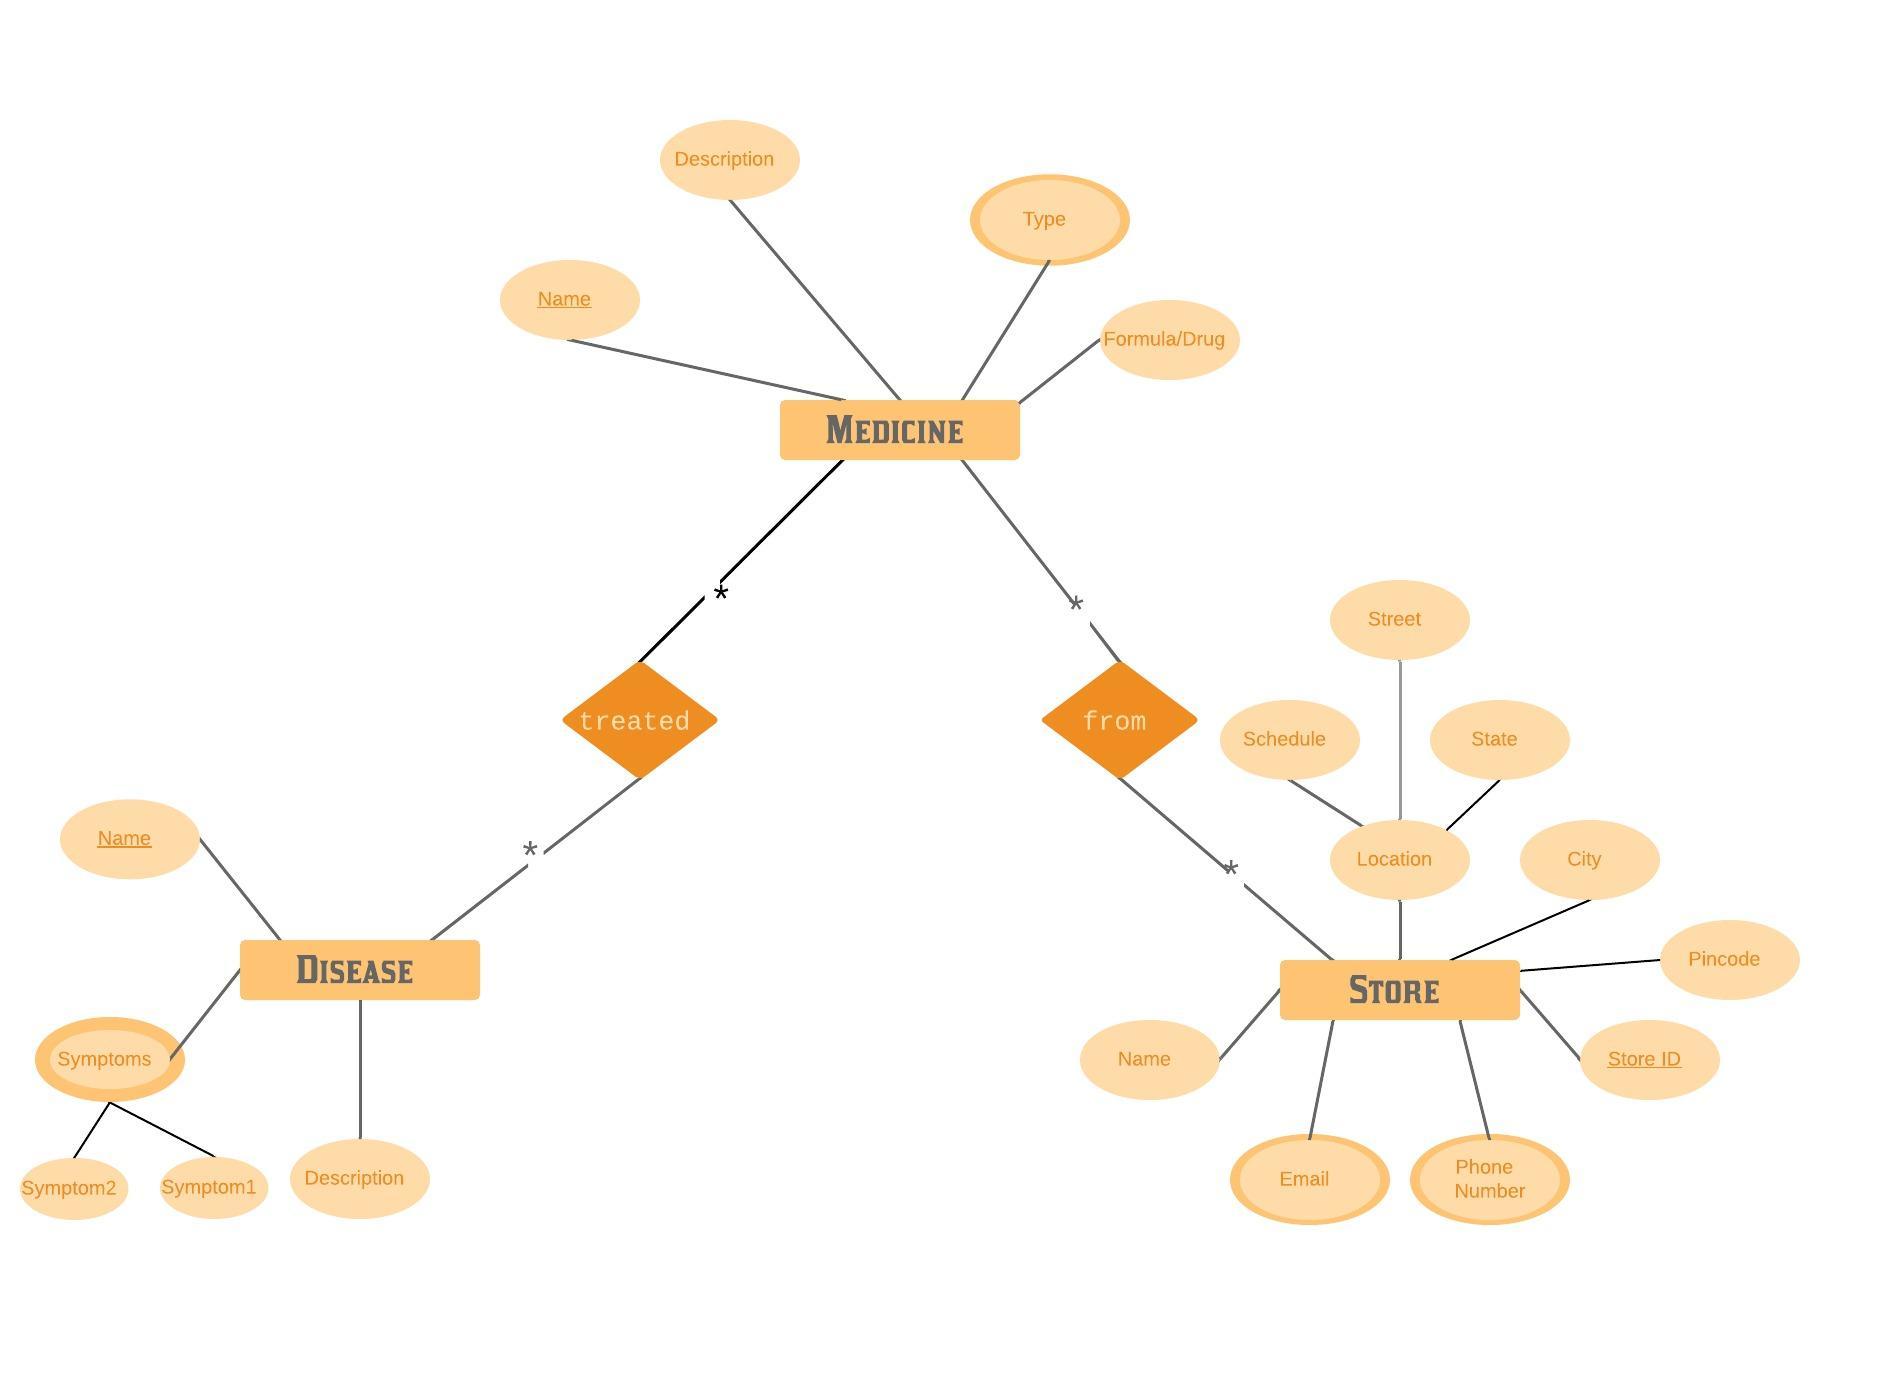 Description
Type
Name
Formula/Drug
MEDICINE
*
*
Street
treated
from
Schedule
State
Name
*
*
Location
City
DISEASE
Pincode
STORE
Symptoms
Name
Store ID
Symptom2
Symptom1
Description
Email
Phone
Number